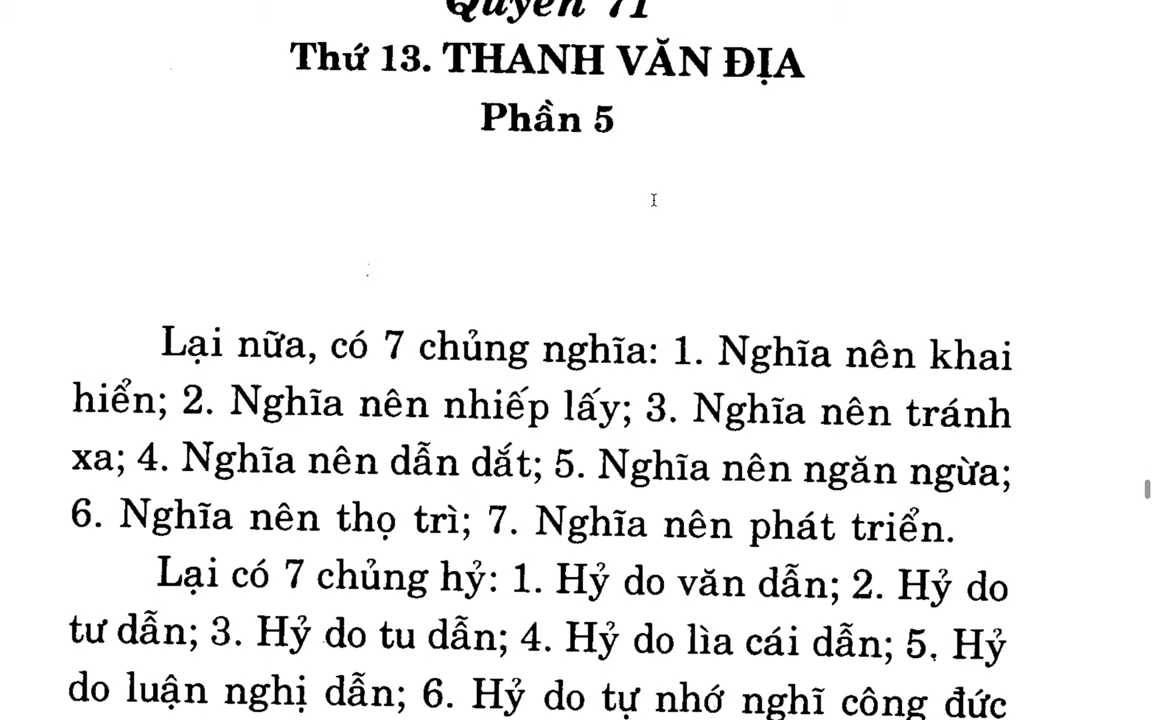 Quyển 71
Thứ 13. THANH VĂN ĐỊA
Phần 5
Lại nữa, có 7 chủng nghĩa: 1. Nghĩa nên khai
hiển; 2. Nghĩa nên nhiếp lấy; 3. Nghĩa nên tránh
xa; 4. Nghĩa nên dẫn dắt; 5. Nghĩa nên ngăn ngừa;
6. Nghĩa nên thọ trì; 7. Nghĩa nên phát triển.
Lại có 7 chủng hỷ: 1. Hỷ do văn dẫn; 2. Hỷ do
tư dẫn; 3. Hỷ do tu dẫn; 4. Hỷ do lìa cái dẫn; 5. Hỷ
do luận nghị dẫn; 6. Hỷ do tự nhớ nghĩ công đức